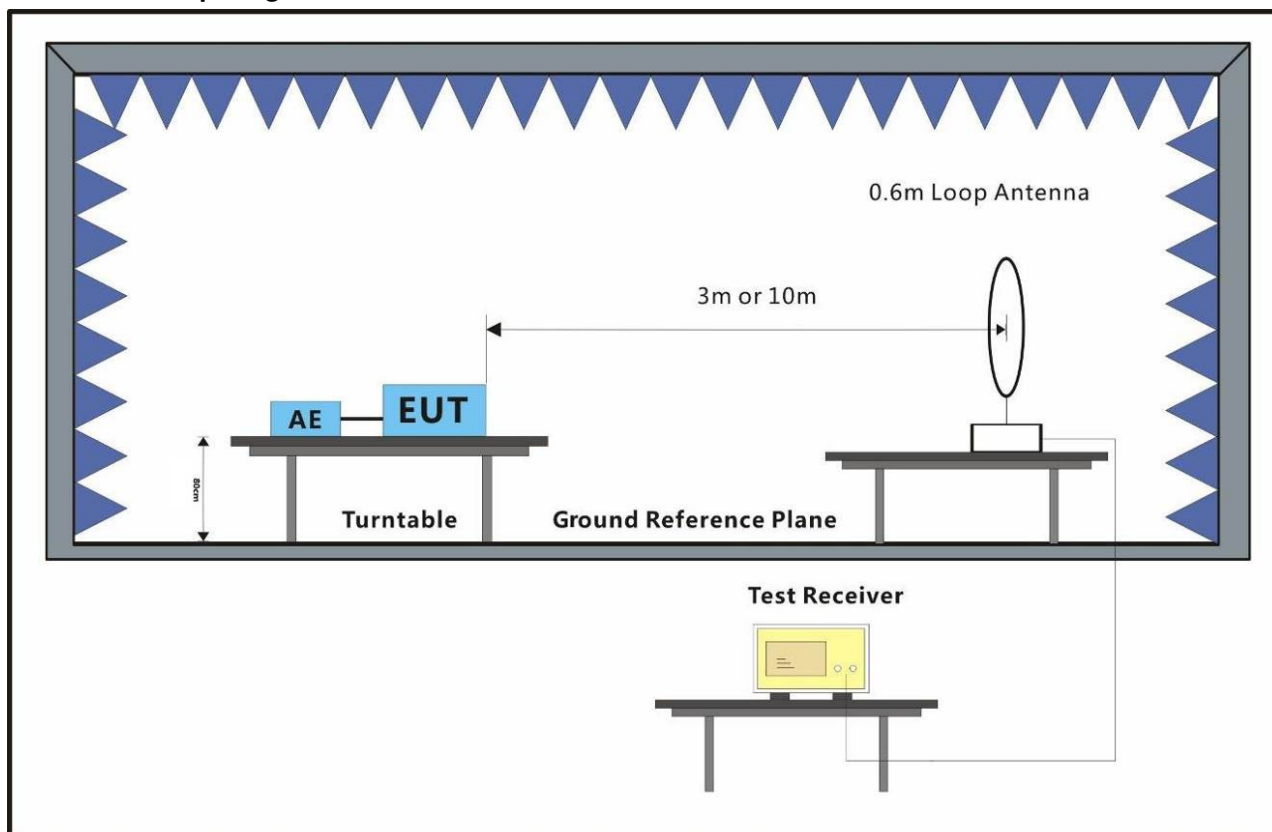 0.6m Loop Antenna
3m or 10m
AE
EUT
80cm
Turntable
Ground Reference Plane
Test Receiver